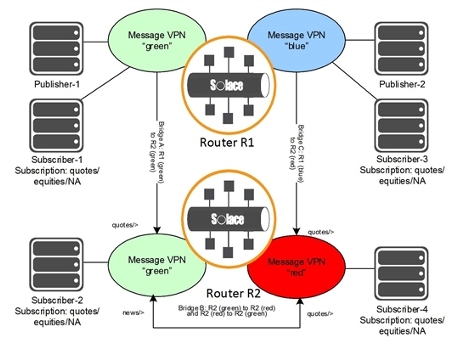 Message VPN
"green"
Message VPN
"blue"
Solace
Publisher-1
Publisher-2
Router R1
Bridge A: R1 (green)
to R2 (green)
Bridge C: R1 (blue)
to R2 (red)
Subscriber-1
Subscription: quotes/
equities/NA
Subscriber-3
Subscription: quotes/
equities/NA
Solace
quotes/>
quotes/>
Message VPN
"green"
Message VPN
"red"
Router R2
Subscriber-2
Subscription: quotes/
equities/NA
news/>
Bridge B: R2 (green) to R2 (red)
and R2 (red) to R2 (green)
quotes/>
Subscriber-4
Subscription: quotes/
equities/NA